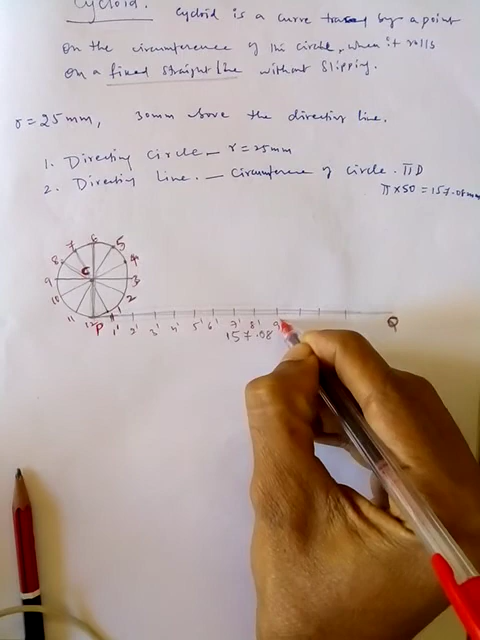 Cycloid. Cycloid is a curve traced by a point
on the circumference of the circle, when it rolls
on a fixed straight line without slipping.
r = 25mm, 30mm above the directing line.
1. Directing Circle – r = 25mm
2. Directing Line. – Circumference of circle. πD
π × 50 = 157.08mm
6
7 5
8 4
C
9 3
10 2
11 12 P 1 1' 2' 3' 4' 5' 6' 7' 8' 9' Q
157.08